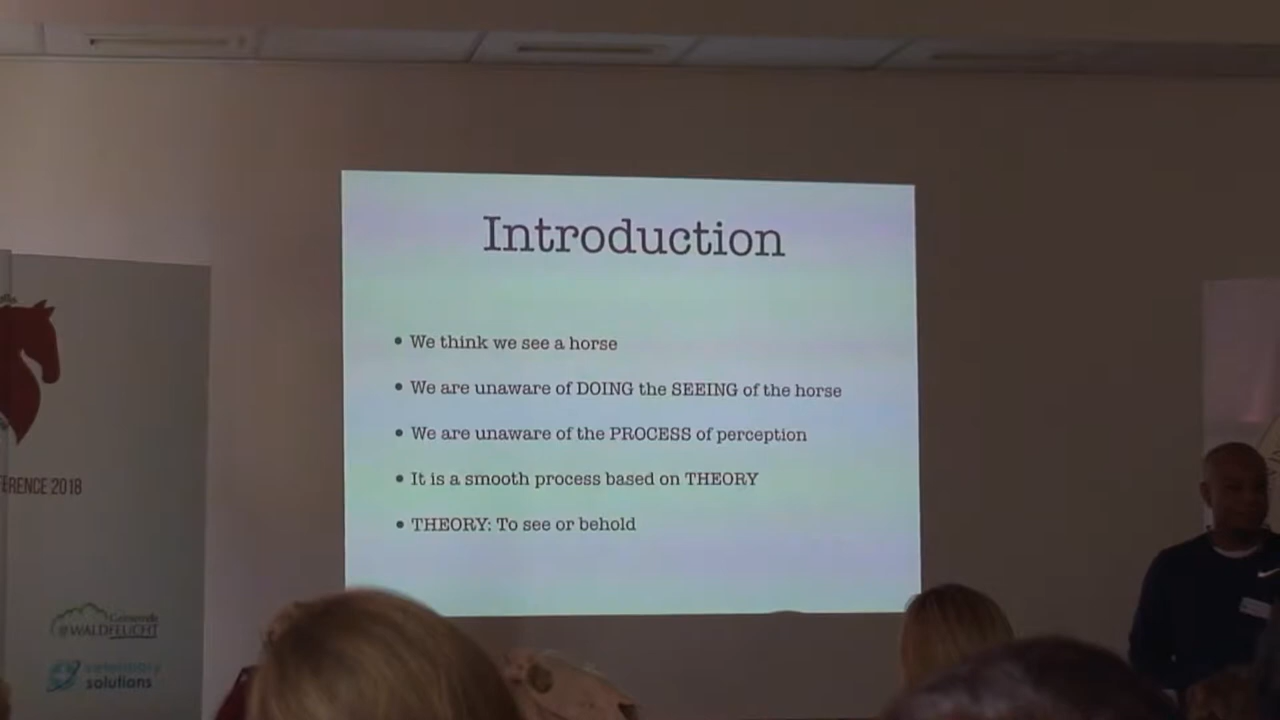 Introduction
• We think we see a horse
• We are unaware of DOING the SEEING of the horse
• We are unaware of the PROCESS of perception
• It is a smooth process based on THEORY
• THEORY: To see or behold
ERENCE 2018
Gemeinde
WALDFEUCHT
veterinary
solutions